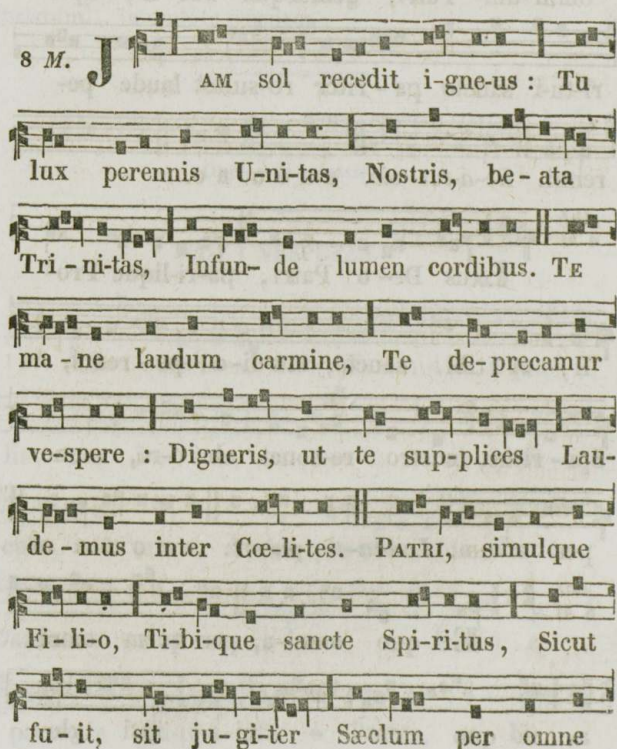 8 M. JAM sol recedit i-gne-us : Tu
lux perennis U-ni-tas, Nostris, be-ata
Tri-ni-tas, Infun-de lumen cordibus. TE
ma-ne laudum carmine, Te de-precamur
ve-spere : Digneris, ut te sup-plices Lau-
de-mus inter Cœ-li-tes. PATRI, simulque
Fi-li-o, Ti-bi-que sancte Spi-ri-tus, Sicut
fu-it, sit ju-gi-ter Sæclum per omne